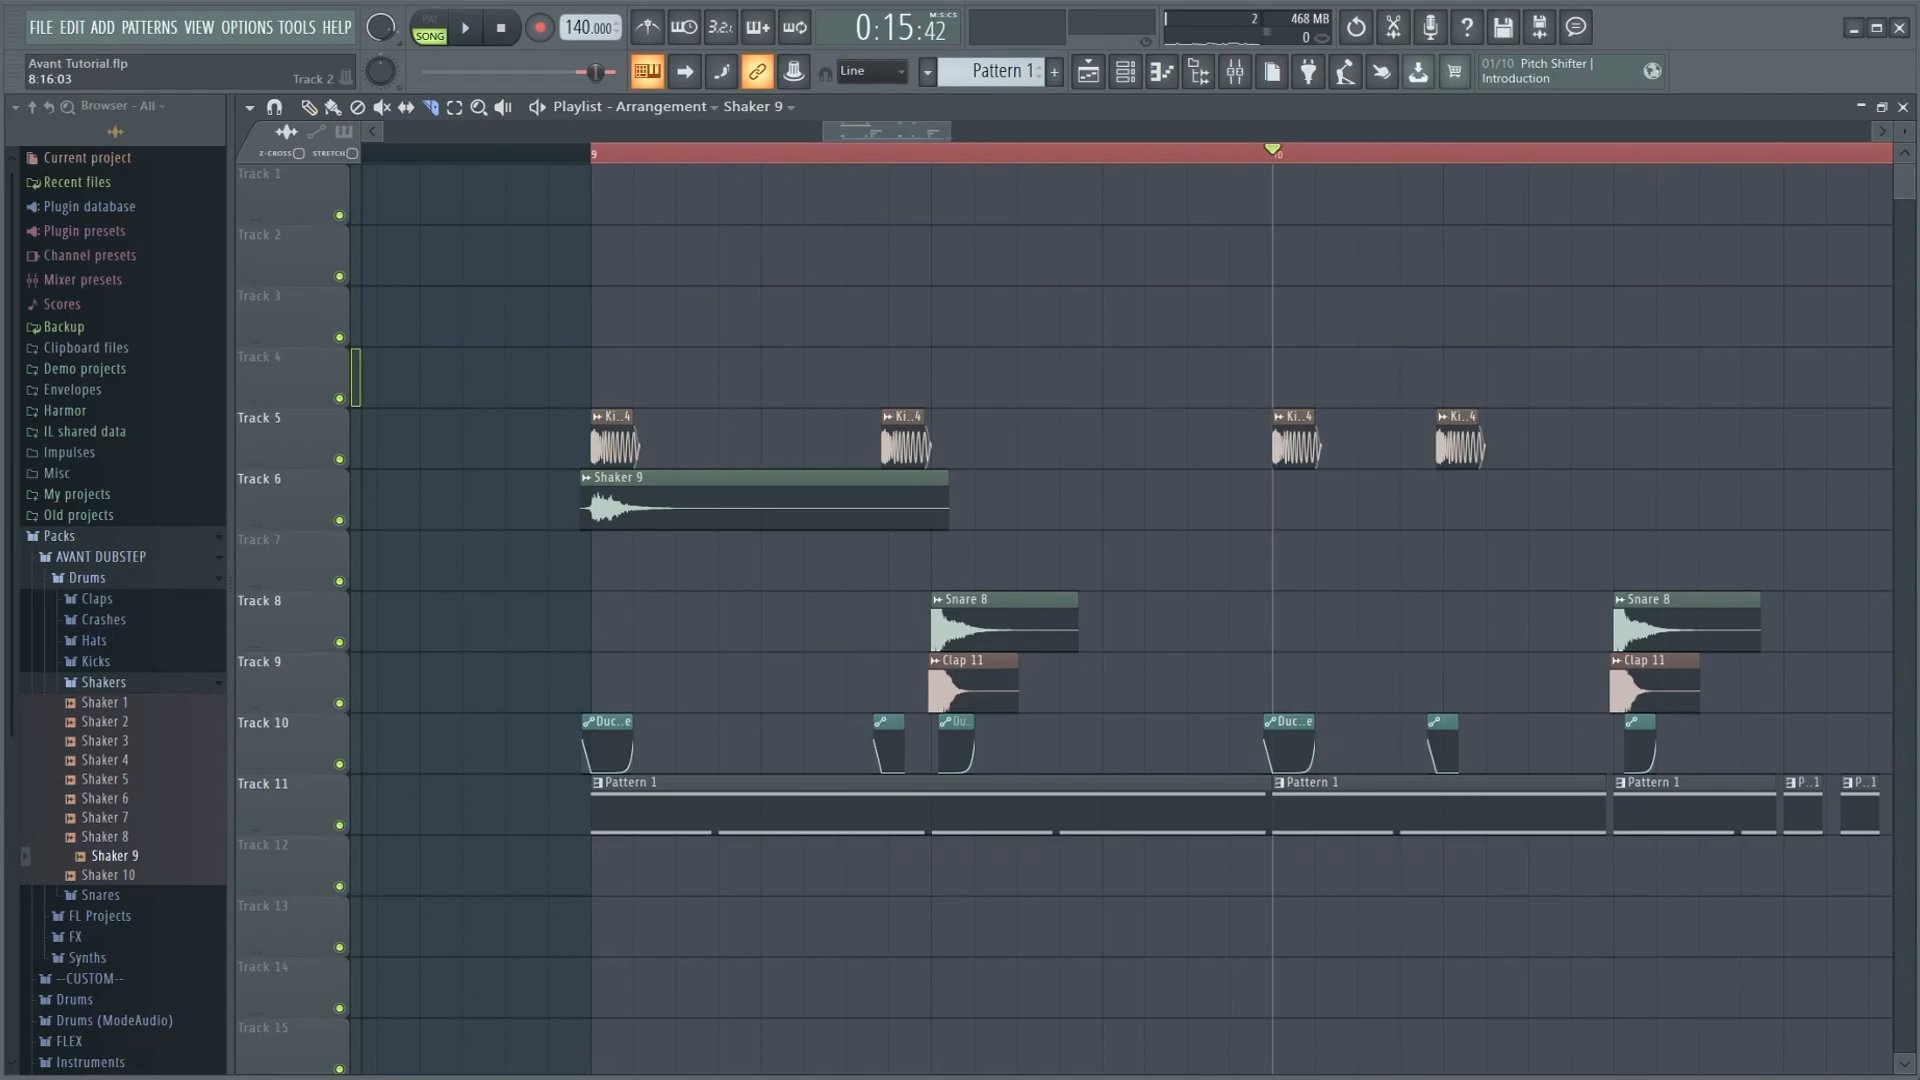 FILE EDIT ADD PATTERNS VIEW OPTIONS TOOLS HELP
PAT
SONG
140.000
3.2.
0:15:42
M:S:CS
2
468 MB
0
Avant Tutorial.flp
8:16:03
Track 2
Line
Pattern 1
01/10 Pitch Shifter |
Introduction
Browser - All
Playlist - Arrangement
Shaker 9
Z-CROSS
STRETCH
9
10
Current project
Recent files
Plugin database
Plugin presets
Channel presets
Mixer presets
Scores
Backup
Clipboard files
Demo projects
Envelopes
Harmor
IL shared data
Impulses
Misc
My projects
Old projects
Packs
AVANT DUBSTEP
Drums
Claps
Crashes
Hats
Kicks
Shakers
Shaker 1
Shaker 2
Shaker 3
Shaker 4
Shaker 5
Shaker 6
Shaker 7
Shaker 8
Shaker 9
Shaker 10
Snares
FL Projects
FX
Synths
--CUSTOM--
Drums
Drums (ModeAudio)
FLEX
Instruments
Track 1
Track 2
Track 3
Track 4
Track 5
Ki..4
Ki..4
Ki..4
Ki..4
Track 6
Shaker 9
Track 7
Track 8
Snare 8
Snare 8
Track 9
Clap 11
Clap 11
Track 10
Duc..e
Du..
Duc..e
Track 11
Pattern 1
Pattern 1
Pattern 1
P..1
P..1
Track 12
Track 13
Track 14
Track 15